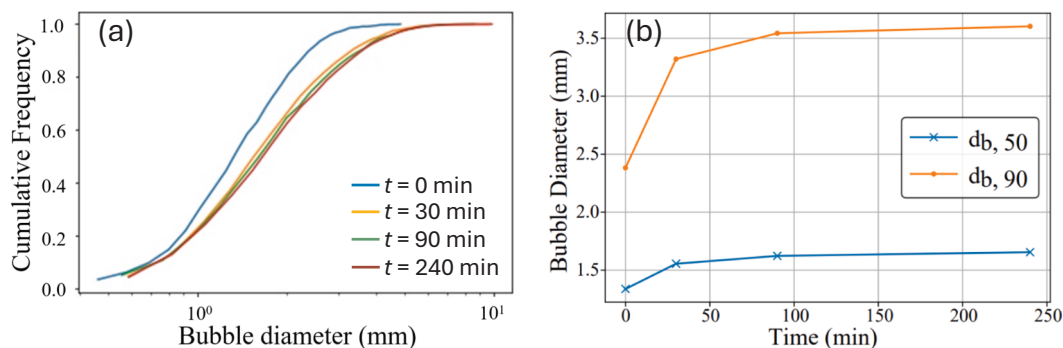 (a)
Cumulative Frequency
1.0
0.8
0.6
0.4
0.2
0.0
t = 0 min
t = 30 min
t = 90 min
t = 240 min
10⁰
10¹
Bubble diameter (mm)
(b)
Bubble Diameter (mm)
3.5
3.0
2.5
2.0
1.5
d_b, 50
d_b, 90
0
50
100
150
200
250
Time (min)